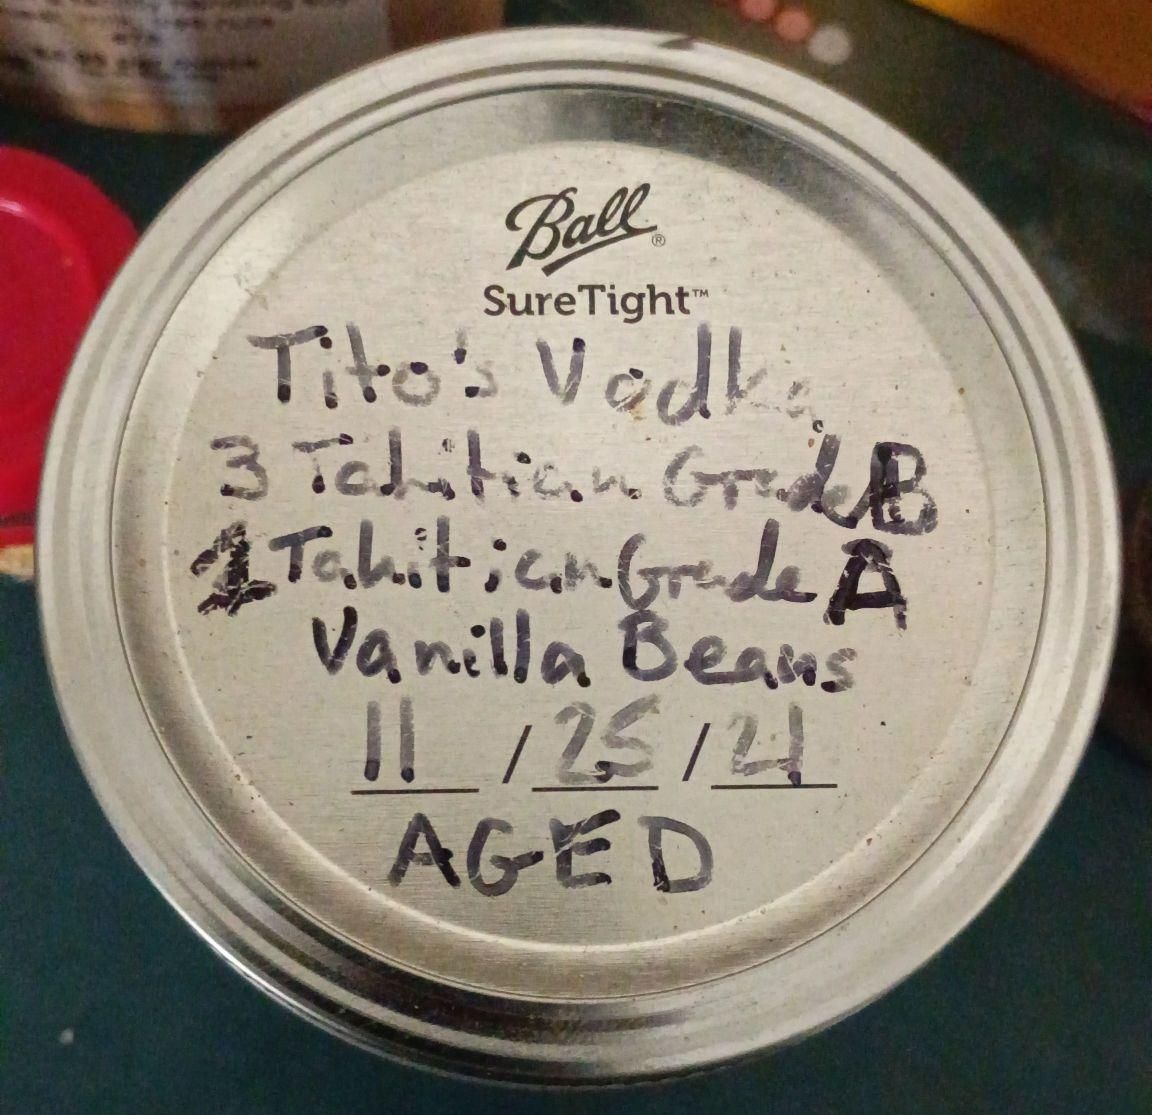 Ball®
SureTight™
Tito's Vodka
3 Tahitian Grade B
1 Tahitian Grade A
Vanilla Beans
11 / 25 / 21
AGED